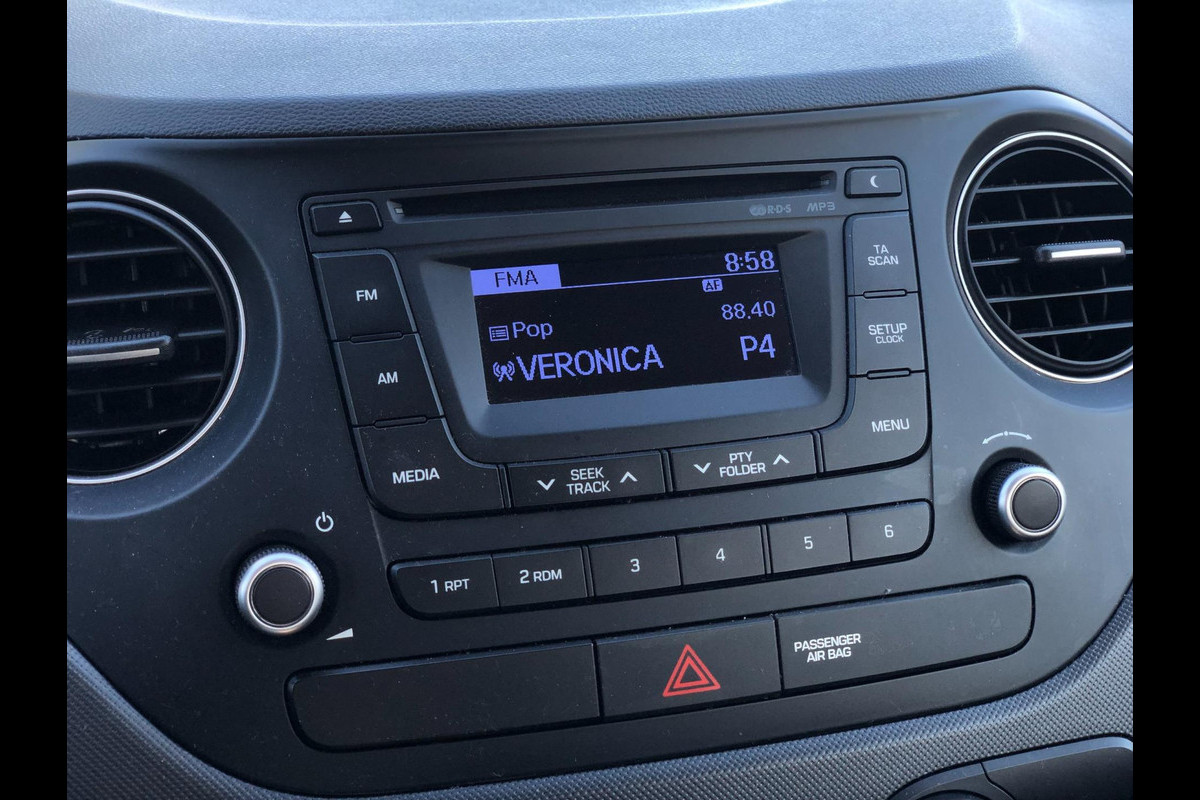 R·D·S MP3
FMA 8:58
AF
88.40
Pop
VERONICA P4
FM
AM
MEDIA
TA
SCAN
SETUP
CLOCK
MENU
SEEK
TRACK
PTY
FOLDER
1 RPT
2 RDM
3
4
5
6
PASSENGER
AIR BAG